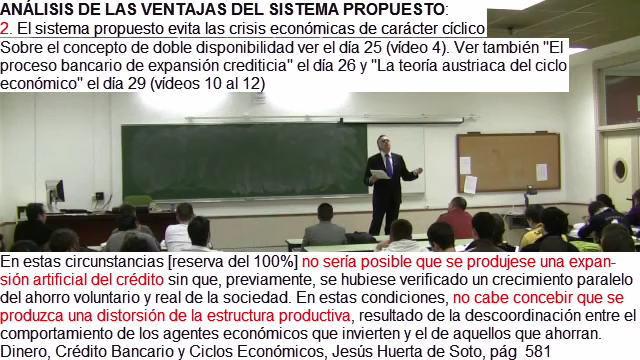 ANÁLISIS DE LAS VENTAJAS DEL SISTEMA PROPUESTO:
2. El sistema propuesto evita las crisis económicas de carácter cíclico
Sobre el concepto de doble disponibilidad ver el día 25 (vídeo 4). Ver también "El
proceso bancario de expansión crediticia" el día 26 y "La teoría austriaca del ciclo
económico" el día 29 (vídeos 10 al 12)
En estas circunstancias [reserva del 100%] no sería posible que se produjese una expan-
sión artificial del crédito sin que, previamente, se hubiese verificado un crecimiento paralelo
del ahorro voluntario y real de la sociedad. En estas condiciones, no cabe concebir que se
produzca una distorsión de la estructura productiva, resultado de la descoordinación entre el
comportamiento de los agentes económicos que invierten y el de aquellos que ahorran.
Dinero, Crédito Bancario y Ciclos Económicos, Jesús Huerta de Soto, pág 581